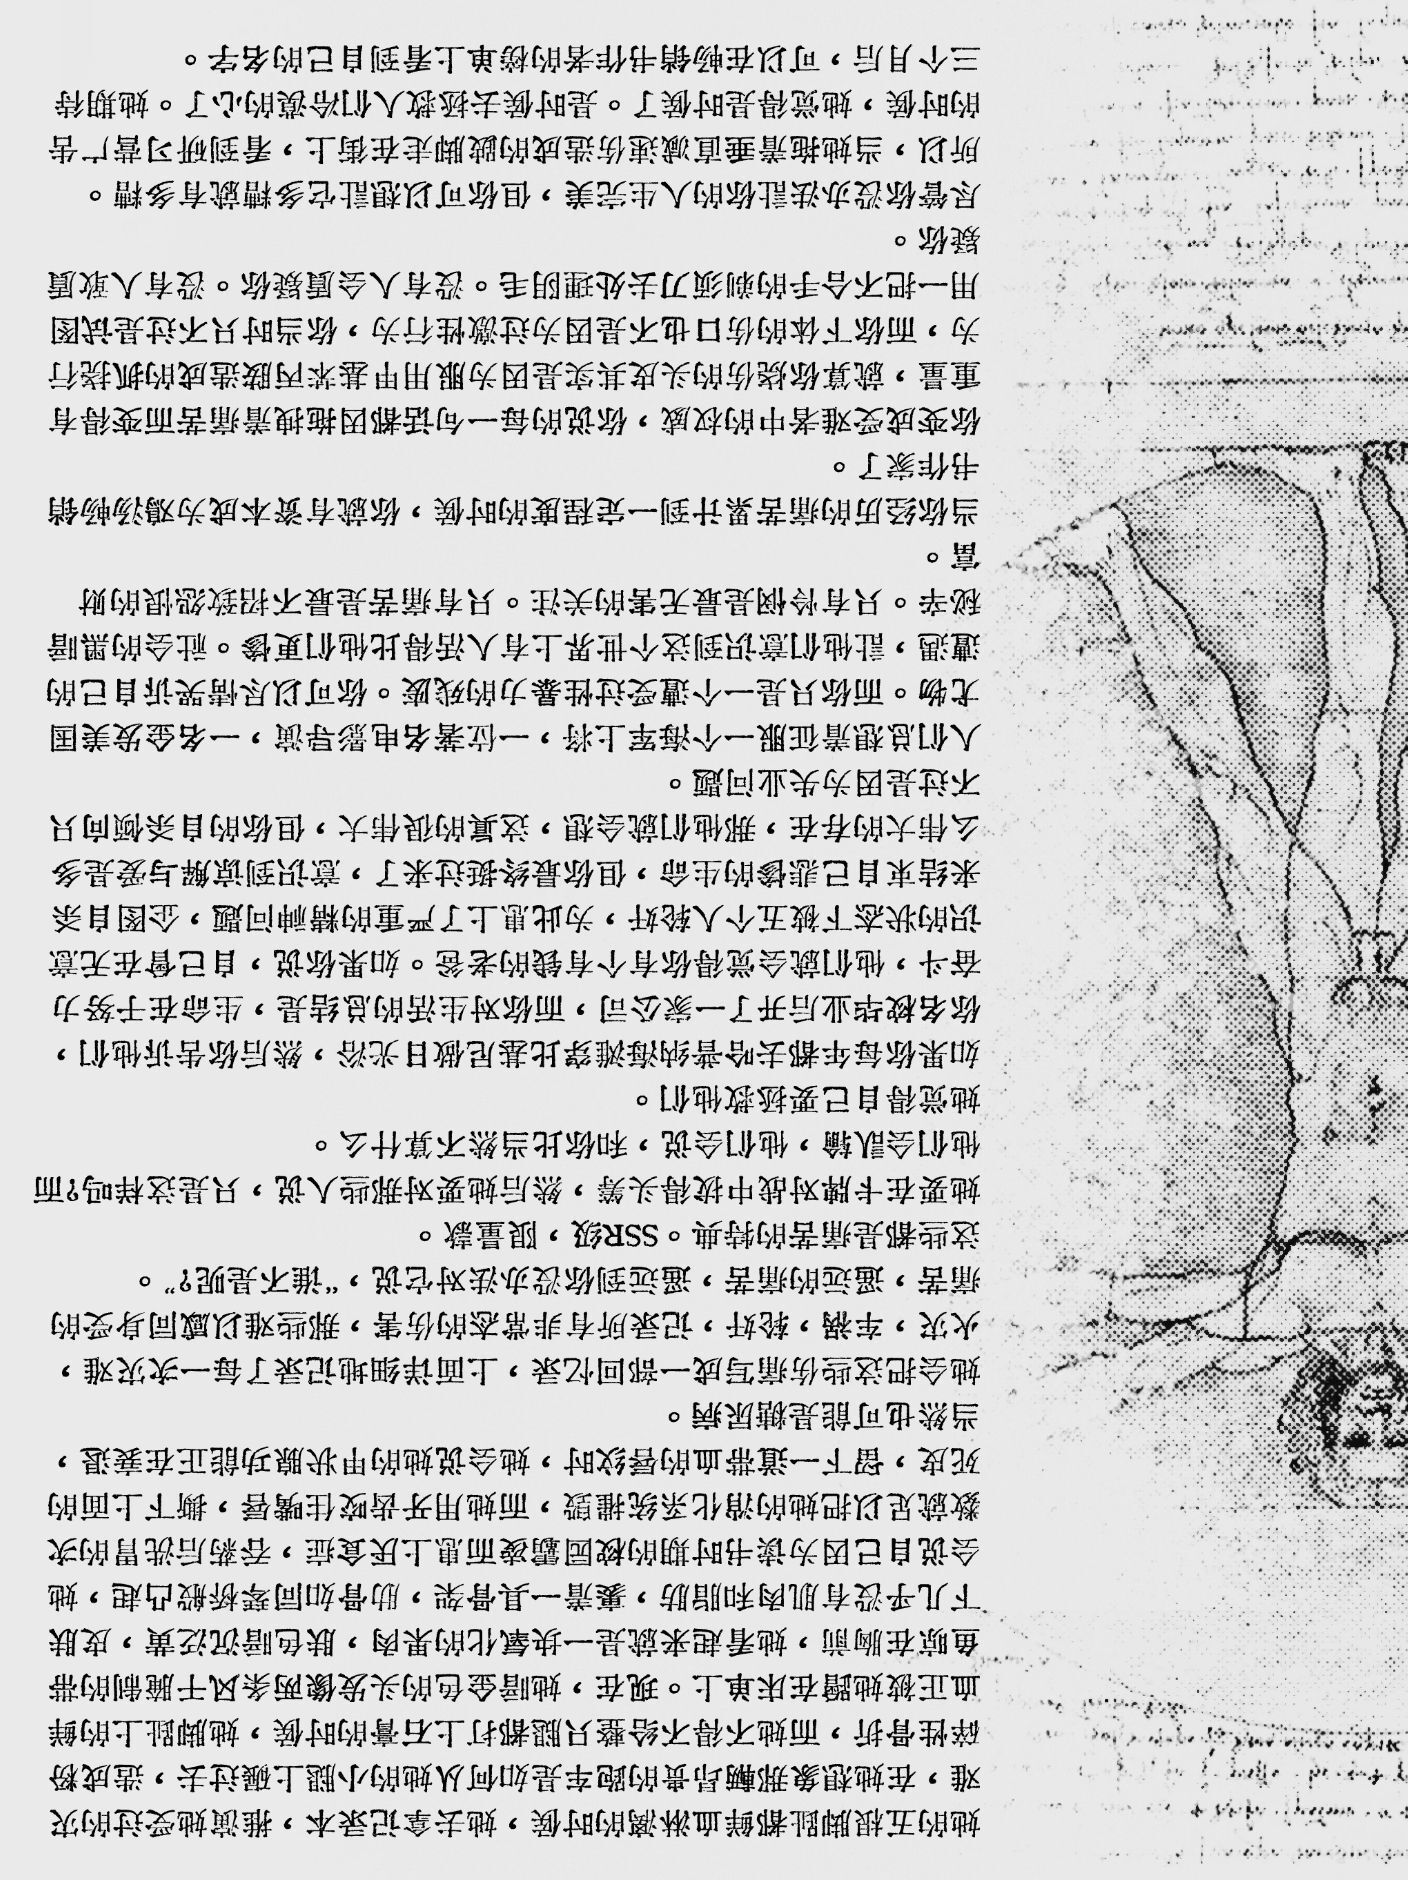 她的五根脚趾都鲜血淋漓的时候，她去拿记录本，推演她受过的灾
难，在她想象那辆昂贵的跑车是如何从她的小腿上碾过去，造成粉
碎性骨折，而她不得不给整只腿都打上石膏的时候，她脚趾上的鲜
血正被她蹭在床单上。现在，她暗金色的头发像两条风干腌制的带
鱼晾在胸前，她看起来就是一块氧化的果肉，肤色暗沉泛黄，皮肤
下几乎没有肌肉和脂肪，裹着一具骨架，肋骨如同琴桥般凸起，她
会说自己因为读书时期的校园霸凌而患上厌食症，吞药后洗胃的次
数就足以把她的消化系统摧毁，而她用牙齿咬住嘴唇，撕下上面的
死皮，留下一道带血的唇纹时，她会说她的甲状腺功能正在衰退，
当然也可能是糖尿病。
她会把这些伤痛写成一部回忆录，上面详细地记录了每一次灾难，
火灾，车祸，轮奸，记录所有非常态的伤害，那些难以感同身受的
痛苦，遥远的痛苦，遥远到你没办法对它说，“谁不是呢?”。
这些都是痛苦的特典。SSR级，限量款。
她要在卡牌对战中拔得头筹，然后她要对那些人说，只是这样吗?而
他们会認输，他们会说，和你比当然不算什么。
她觉得自己要拯救他们。
如果你每年都去哈普纳海滩穿比基尼做日光浴，然后你告诉他们，
你名校毕业后开了一家公司，而你对生活的总结是，生命在于努力
奋斗，他们就会觉得你有个有钱的老爸。如果你说，自己曾在无意
识的状态下被五个人轮奸，为此患上了严重的精神问题，企图自杀
来结束自己悲惨的生命，但你最终挺过来了，意识到谅解与爱是多
么伟大的存在，那他们就会想，这真的很伟大，但你的自杀倾向只
不过是因为失业问题。
人们总想着征服一个海军上将，一位著名电影导演，一名金发美国
尤物。而你只是一个遭受过性暴力的残废。你可以尽情哭诉自己的
遭遇，讓他们意识到这个世界上有人活得比他们更惨。社会的黑暗
秘辛。只有怜悯是最无害的关注。只有痛苦是最不招致怨恨的财
富。
当你经历的痛苦累计到一定程度的时候，你就有资本成为鸡汤畅销
书作家了。
你变成受难者中的权威，你说的每一句话都因拖拽着痛苦而变得有
重量，就算你烧伤的头皮其实是因为服用甲基苯丙胺造成的抓挠行
为，而你下体的伤口也不是因为过激性行为，你当时只不过是试图
用一把不合手的剃须刀去处理阴毛。没有人会质疑你。没有人敢质
疑你。
尽管你没办法讓你的人生完美，但你可以想讓它多糟就有多糟。
所以，当她拖着垂直减速伤造成的跛脚走在街上，看到研习营广告
的时候，她觉得是时候了。是时候去拯救人们冷漠的心了。她期待
三个月后，可以在畅销书作者的榜单上看到自己的名字。